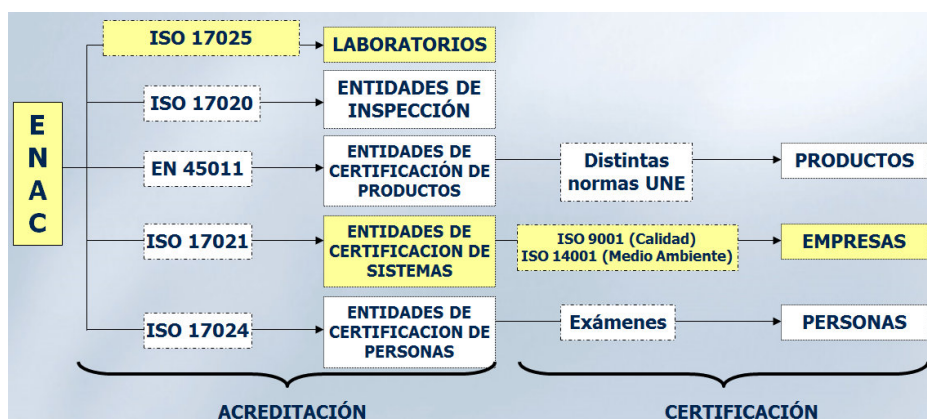 ENAC
ISO 17025
LABORATORIOS
ISO 17020
ENTIDADES DE
INSPECCIÓN
EN 45011
ENTIDADES DE
CERTIFICACIÓN DE
PRODUCTOS
Distintas
normas UNE
PRODUCTOS
ISO 17021
ENTIDADES DE
CERTIFICACION DE
SISTEMAS
ISO 9001 (Calidad)
ISO 14001 (Medio Ambiente)
EMPRESAS
ISO 17024
ENTIDADES DE
CERTIFICACION DE
PERSONAS
Exámenes
PERSONAS
ACREDITACIÓN
CERTIFICACIÓN